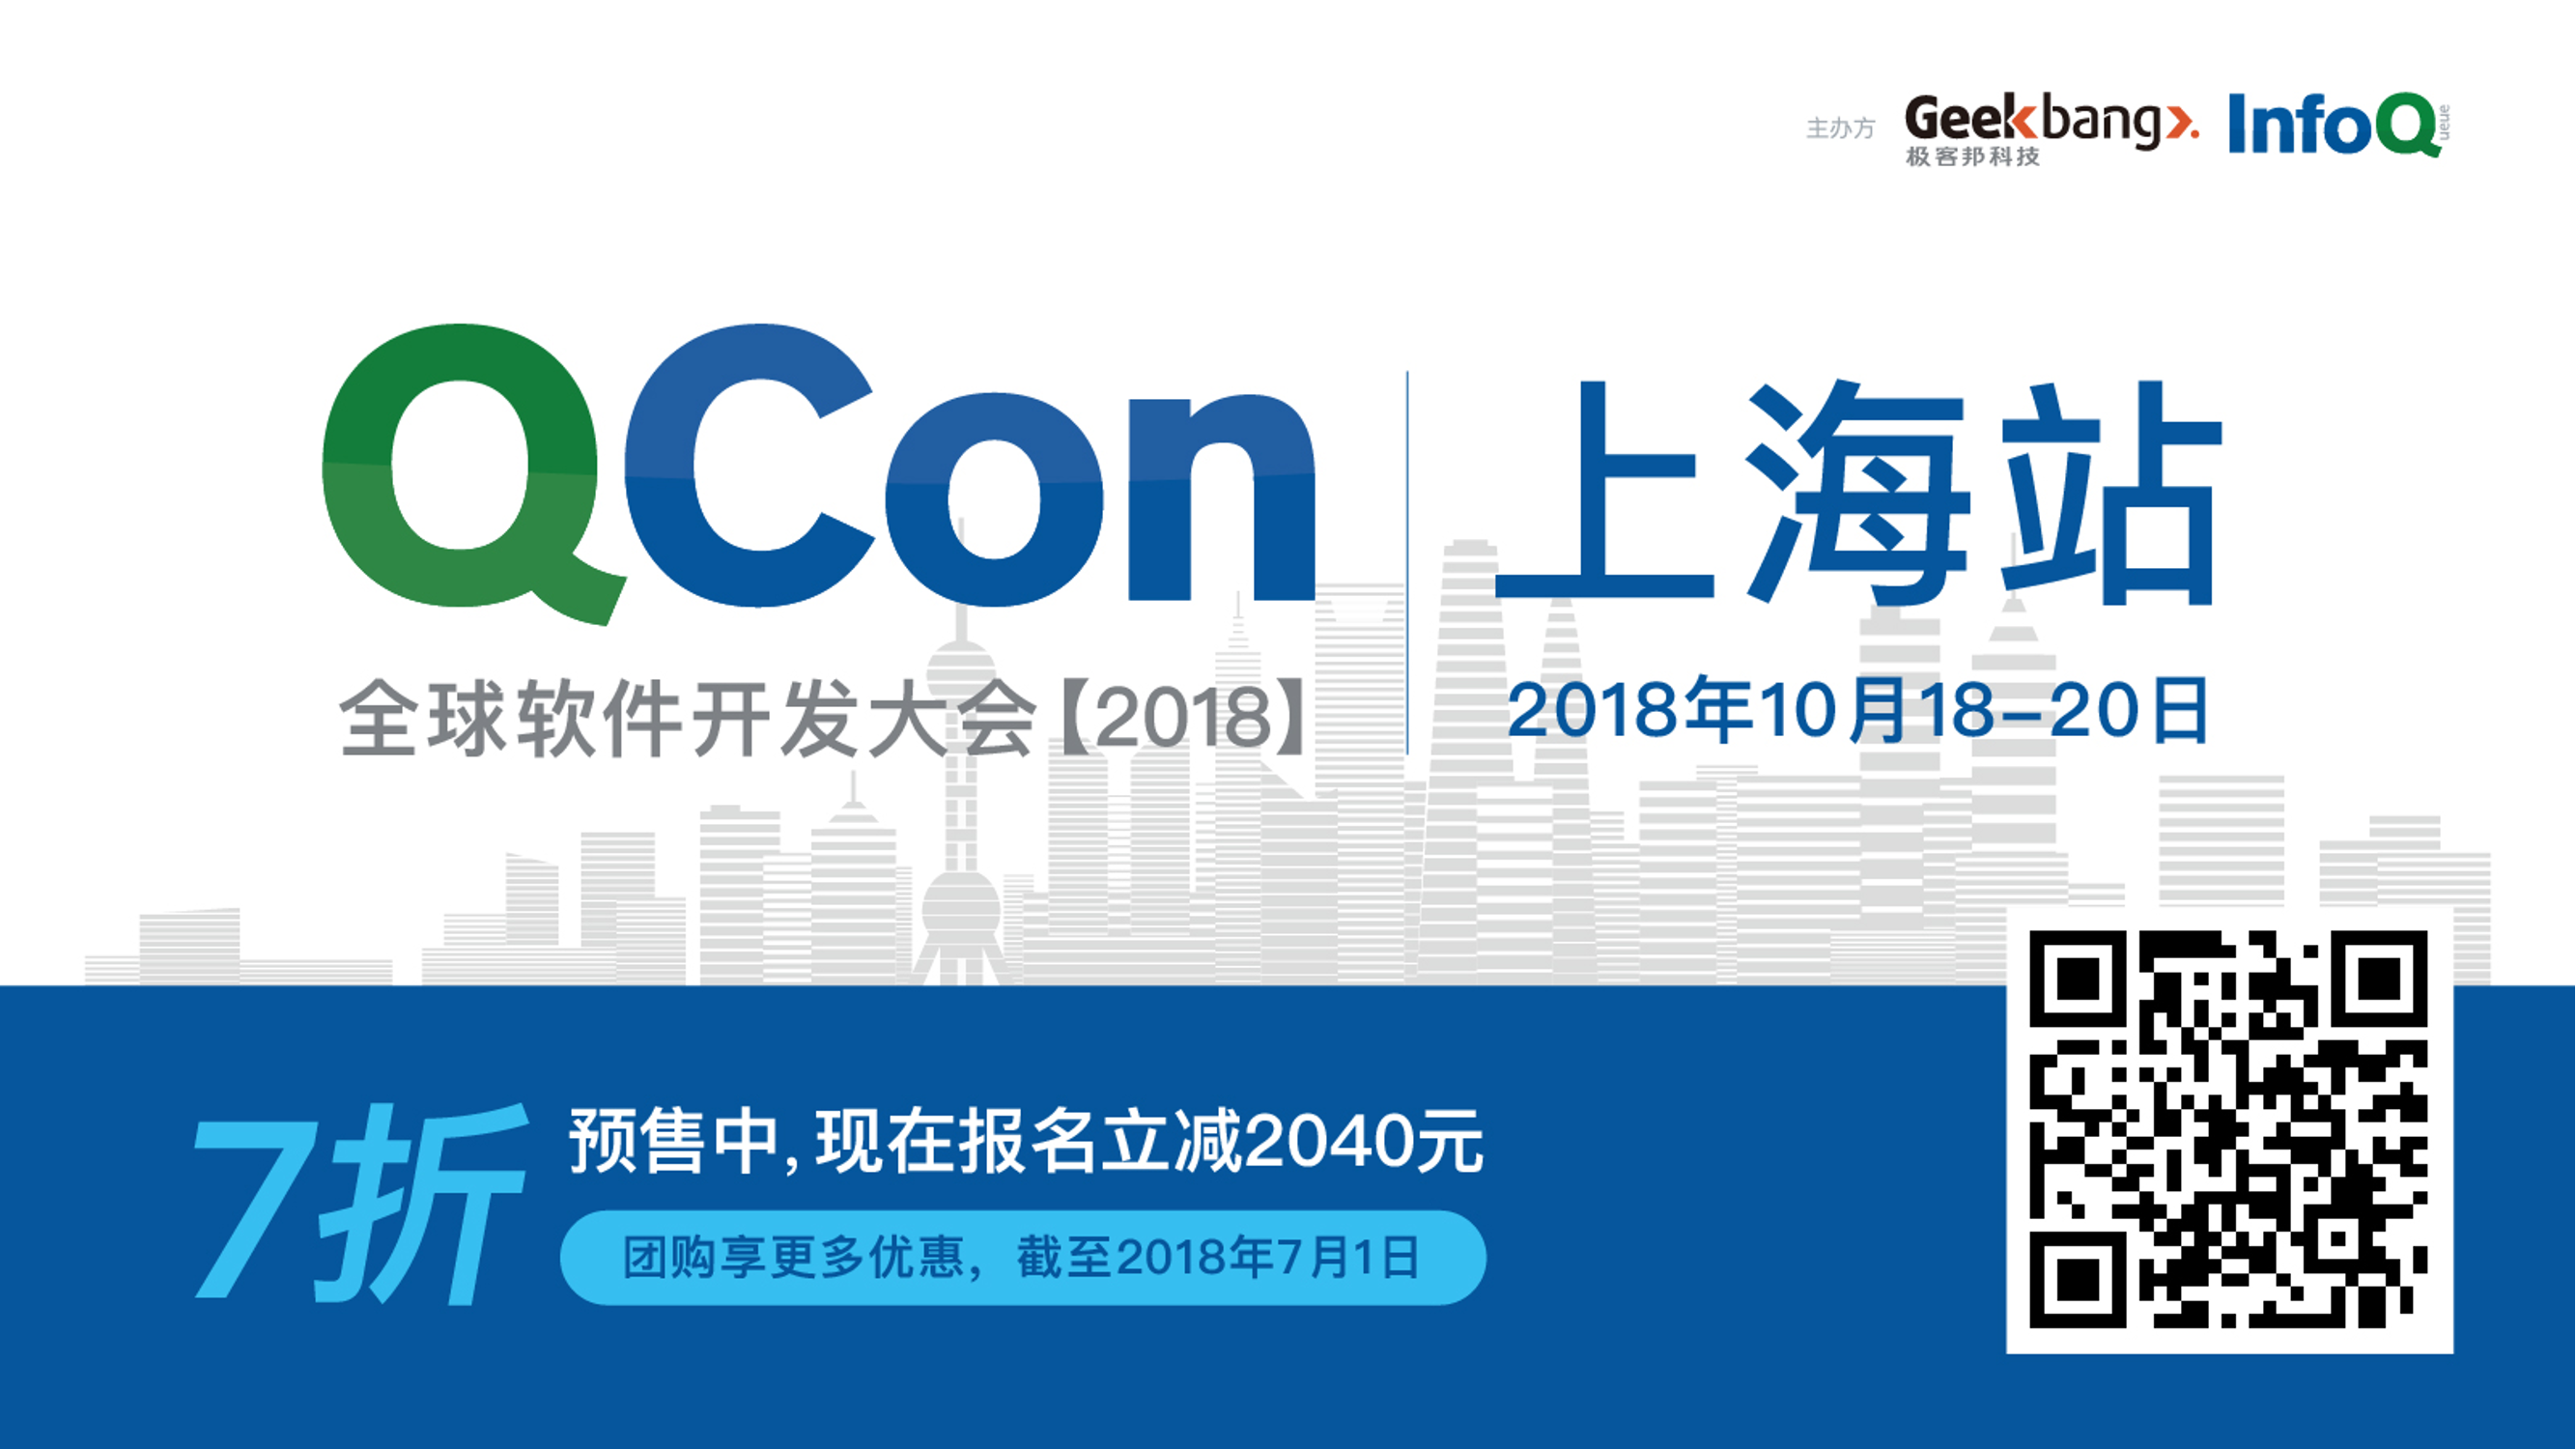 主办方 Geekbang>. InfoQ ueue
极客邦科技
QCon 上海站
全球软件开发大会【2018】 2018年10月18-20日
7折 预售中, 现在报名立减2040元
团购享更多优惠，截至2018年7月1日